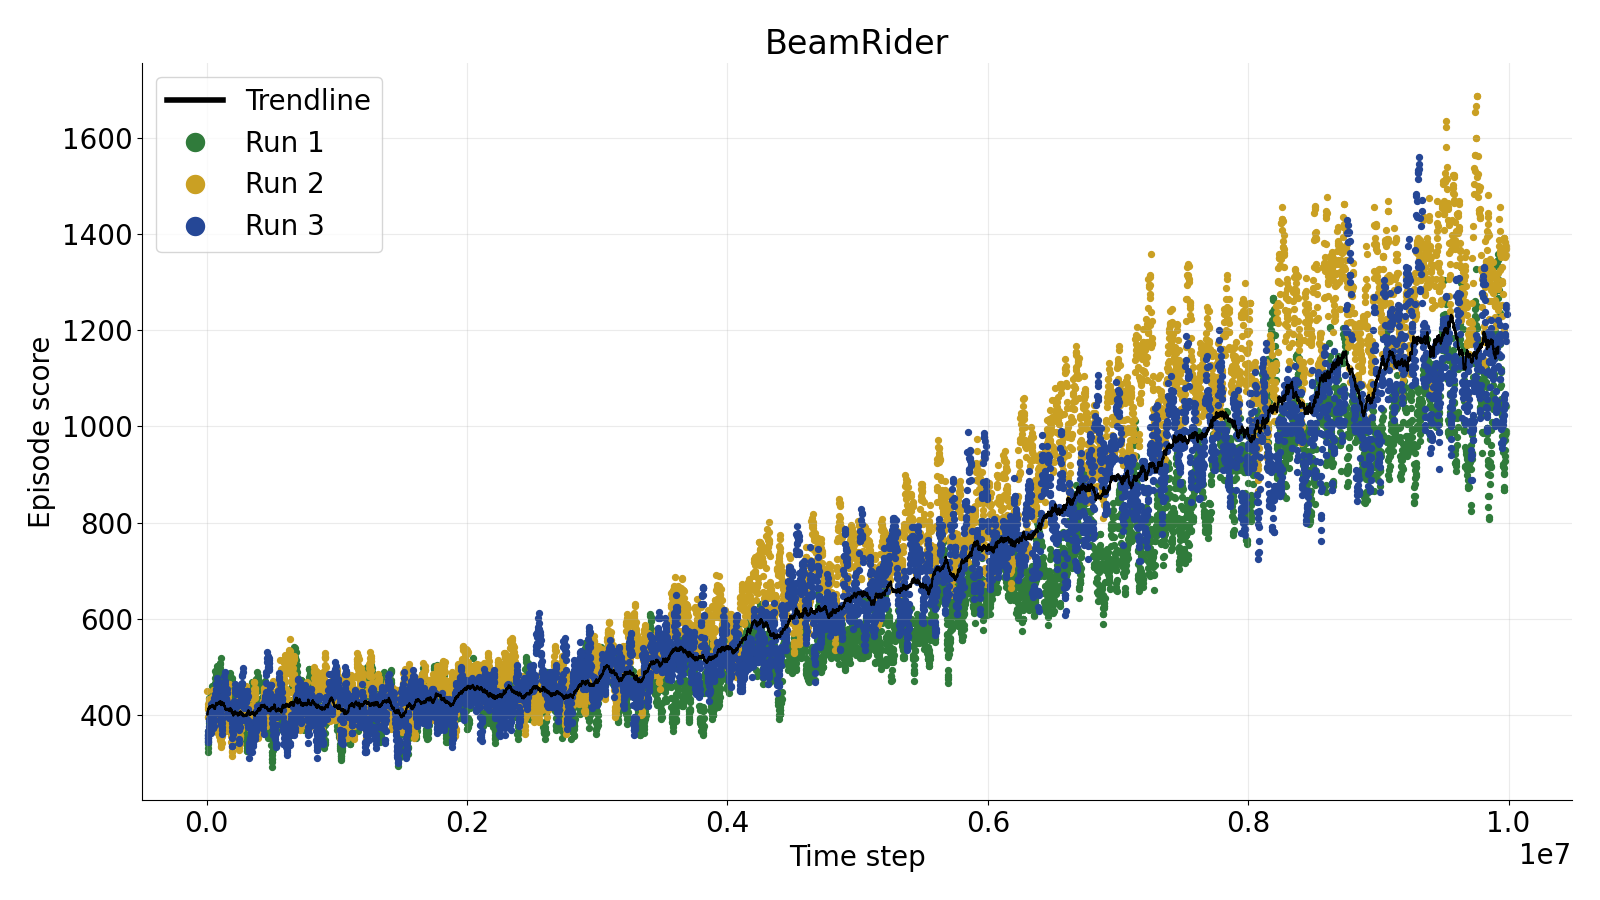 BeamRider
Trendline
Run 1
Run 2
Run 3
Episode score
1600
1400
1200
1000
800
600
400
0.0 0.2 0.4 0.6 0.8 1.0
1e7
Time step